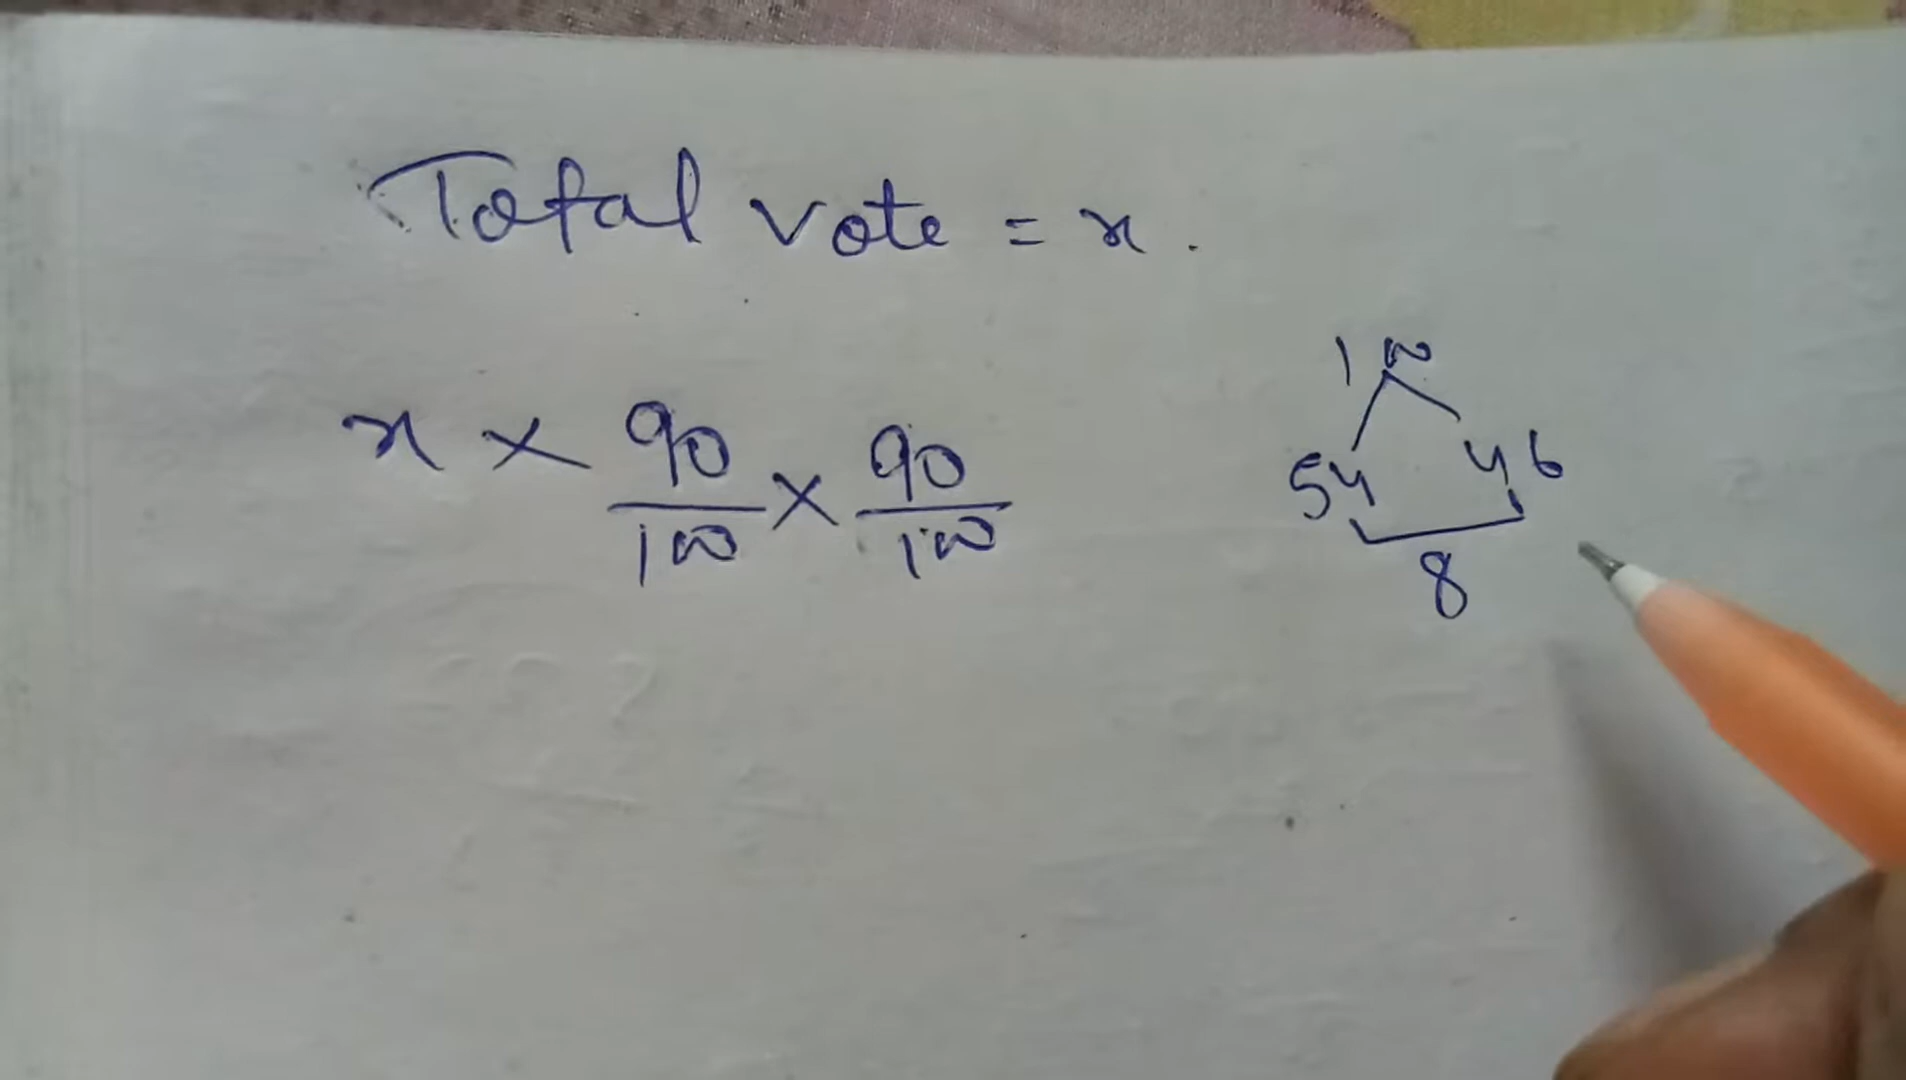 Total vote = x.
x × 90/100 × 90/100
100
54 46
8